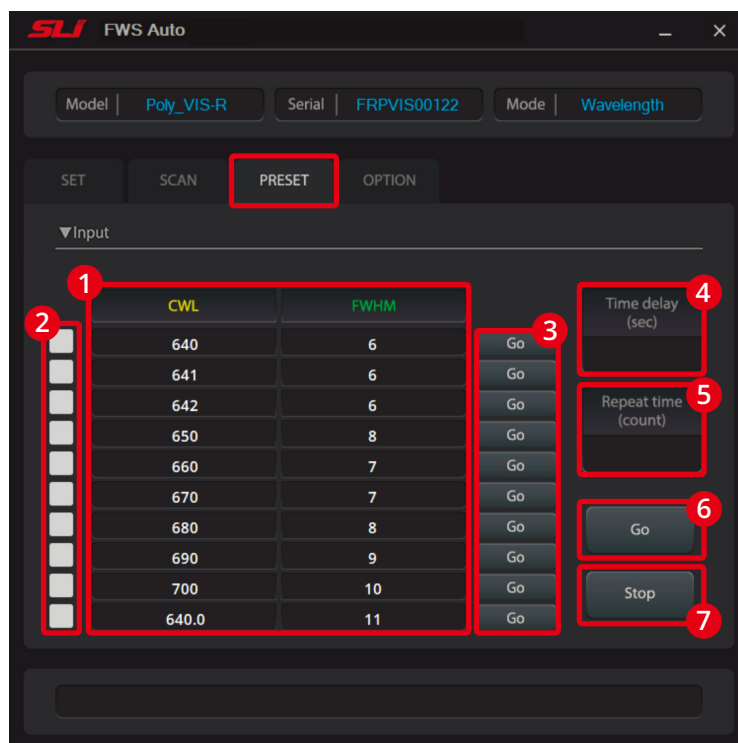 SLi FWS Auto
Model | Poly_VIS-R Serial | FRPVIS00122 Mode | Wavelength
SET SCAN PRESET OPTION
▼Input
1
CWL FWHM
2
3
640 6 Go
641 6 Go
642 6 Go
650 8 Go
660 7 Go
670 7 Go
680 8 Go
690 9 Go
700 10 Go
640.0 11 Go
4
Time delay
(sec)
5
Repeat time
(count)
6
Go
Stop
7